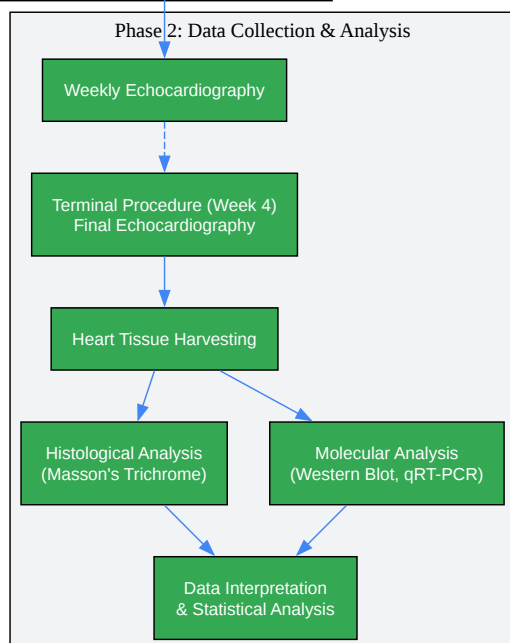 Phase 2: Data Collection & Analysis
Weekly Echocardiography
Terminal Procedure (Week 4)
Final Echocardiography
Heart Tissue Harvesting
Histological Analysis
(Masson's Trichrome)
Molecular Analysis
(Western Blot, qRT-PCR)
Data Interpretation
& Statistical Analysis